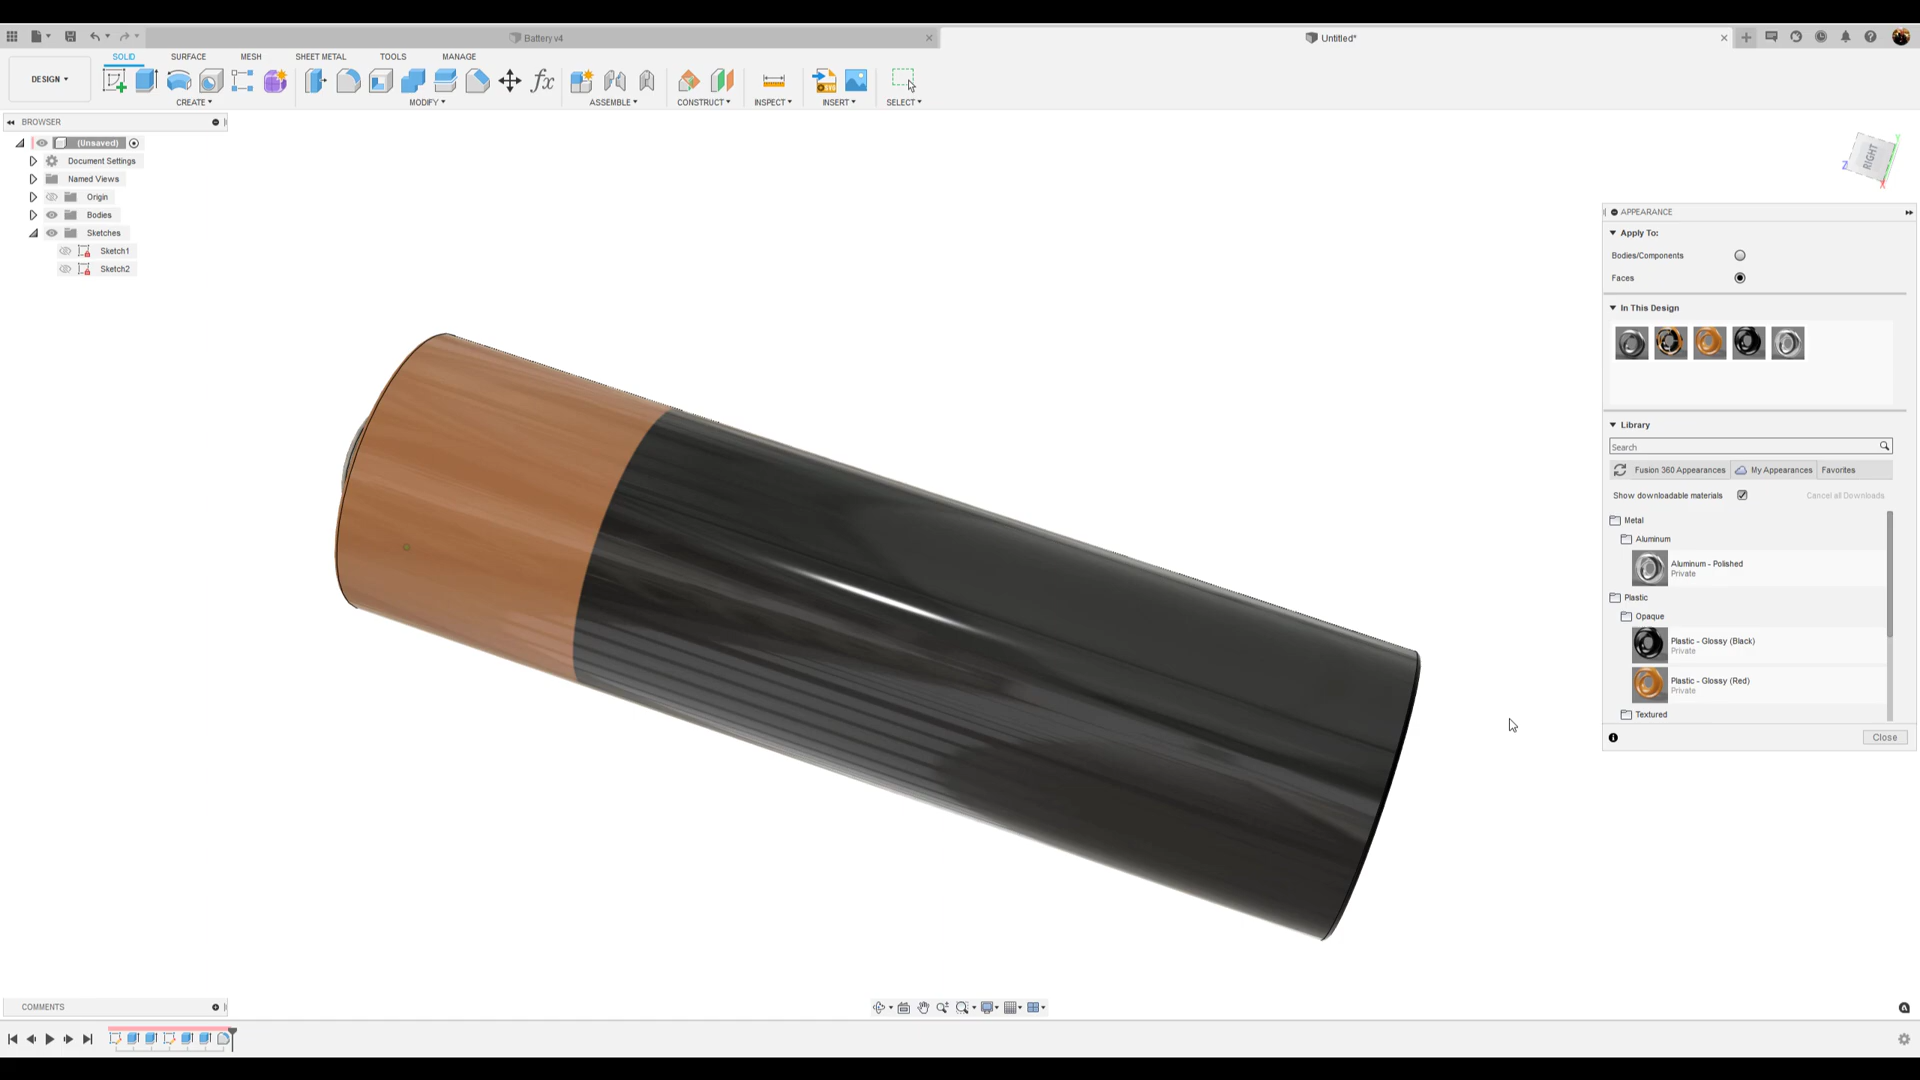 Battery v4
Untitled*
SOLID SURFACE MESH SHEET METAL TOOLS MANAGE
DESIGN
CREATE MODIFY ASSEMBLE CONSTRUCT INSPECT INSERT SELECT
BROWSER
(Unsaved)
Document Settings
Named Views
Origin
Bodies
Sketches
Sketch1
Sketch2
RIGHT
Z
Y
X
APPEARANCE
Apply To:
Bodies/Components
Faces
In This Design
Library
Search
Fusion 360 Appearances My Appearances Favorites
Show downloadable materials Cancel all Downloads
Metal
Aluminum
Aluminum - Polished
Private
Plastic
Opaque
Plastic - Glossy (Black)
Private
Plastic - Glossy (Red)
Private
Textured
Close
COMMENTS